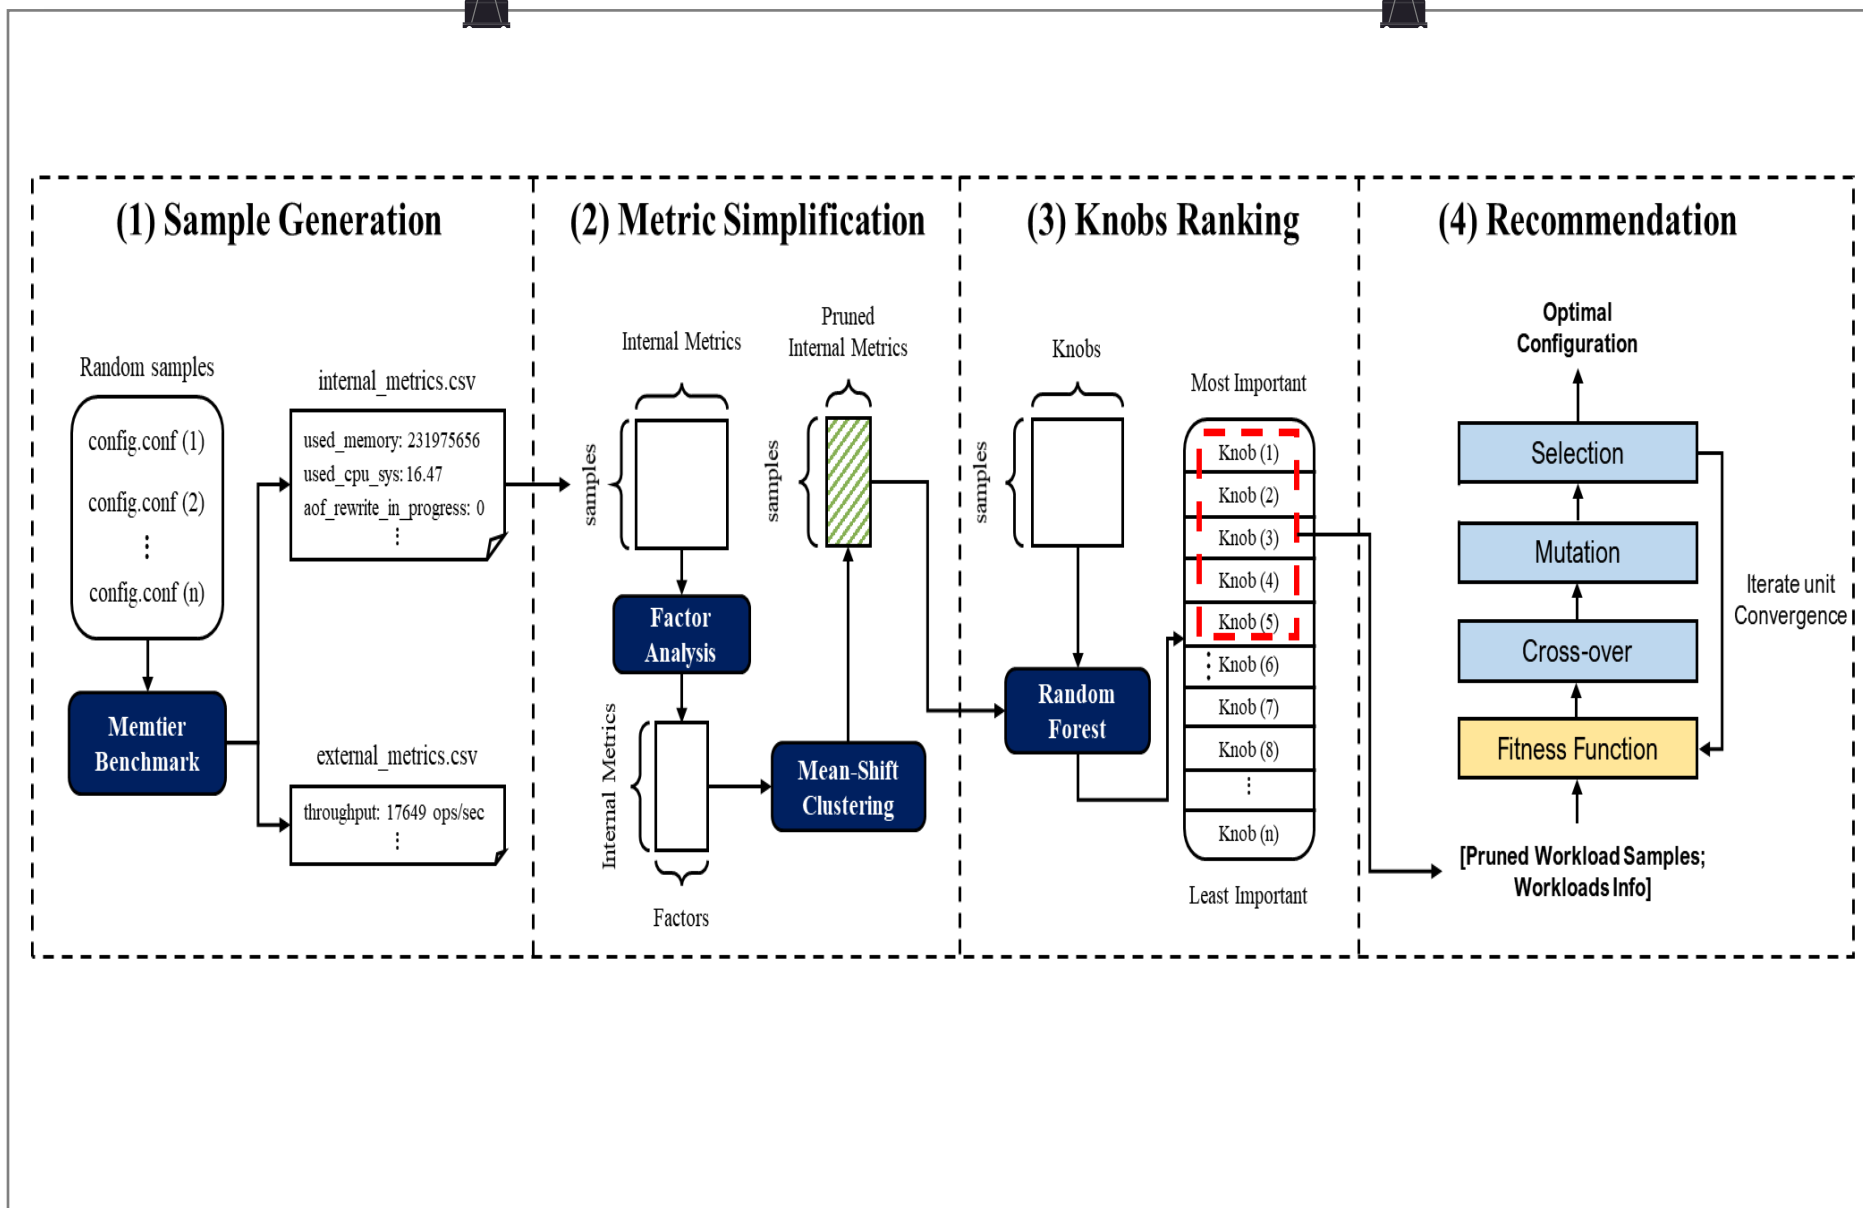 (1) Sample Generation
Random samples
config.conf (1)
config.conf (2)
⋮
config.conf (n)
Memtier
Benchmark
internal_metrics.csv
used_memory: 231975656
used_cpu_sys: 16.47
aof_rewrite_in_progress: 0
⋮
external_metrics.csv
throughput: 17649 ops/sec
⋮
(2) Metric Simplification
Internal Metrics
samples
Factor
Analysis
Internal Metrics
Factors
Mean-Shift
Clustering
Pruned
Internal Metrics
samples
(3) Knobs Ranking
Knobs
samples
Random
Forest
Most Important
Knob (1)
Knob (2)
Knob (3)
Knob (4)
Knob (5)
⋮ Knob (6)
Knob (7)
Knob (8)
⋮
Knob (n)
Least Important
(4) Recommendation
Optimal
Configuration
Selection
Mutation
Cross-over
Fitness Function
Iterate unit
Convergence
[Pruned Workload Samples;
Workloads Info]